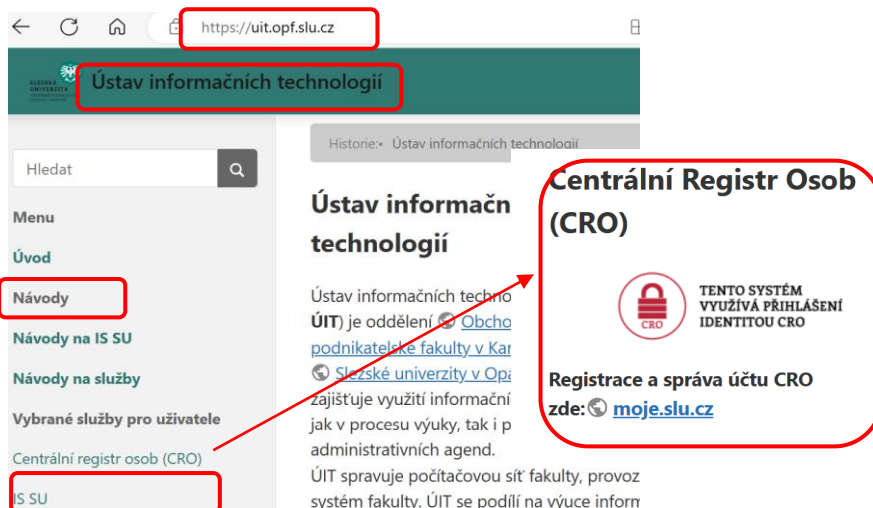 https://uit.opf.slu.cz
SLEZSKÁ
UNIVERZITA
Ústav informačních technologií
Historie:• Ústav informačních technologií
Hledat
Menu
Úvod
Návody
Návody na IS SU
Návody na služby
Vybrané služby pro uživatele
Centrální registr osob (CRO)
IS SU
Ústav informačn
technologií
Ústav informačních techno
ÚIT) je oddělení Obcho
podnikatelské fakulty v Kar
Slezské univerzity v Opa
zajišťuje využití informační
jak v procesu výuky, tak i p
administrativních agend.
ÚIT spravuje počítačovou síť fakulty, provoz
systém fakulty. ÚIT se podílí na výuce inform
Centrální Registr Osob
(CRO)
CRO
TENTO SYSTÉM
VYUŽÍVÁ PŘIHLÁŠENÍ
IDENTITOU CRO
Registrace a správa účtu CRO
zde: moje.slu.cz